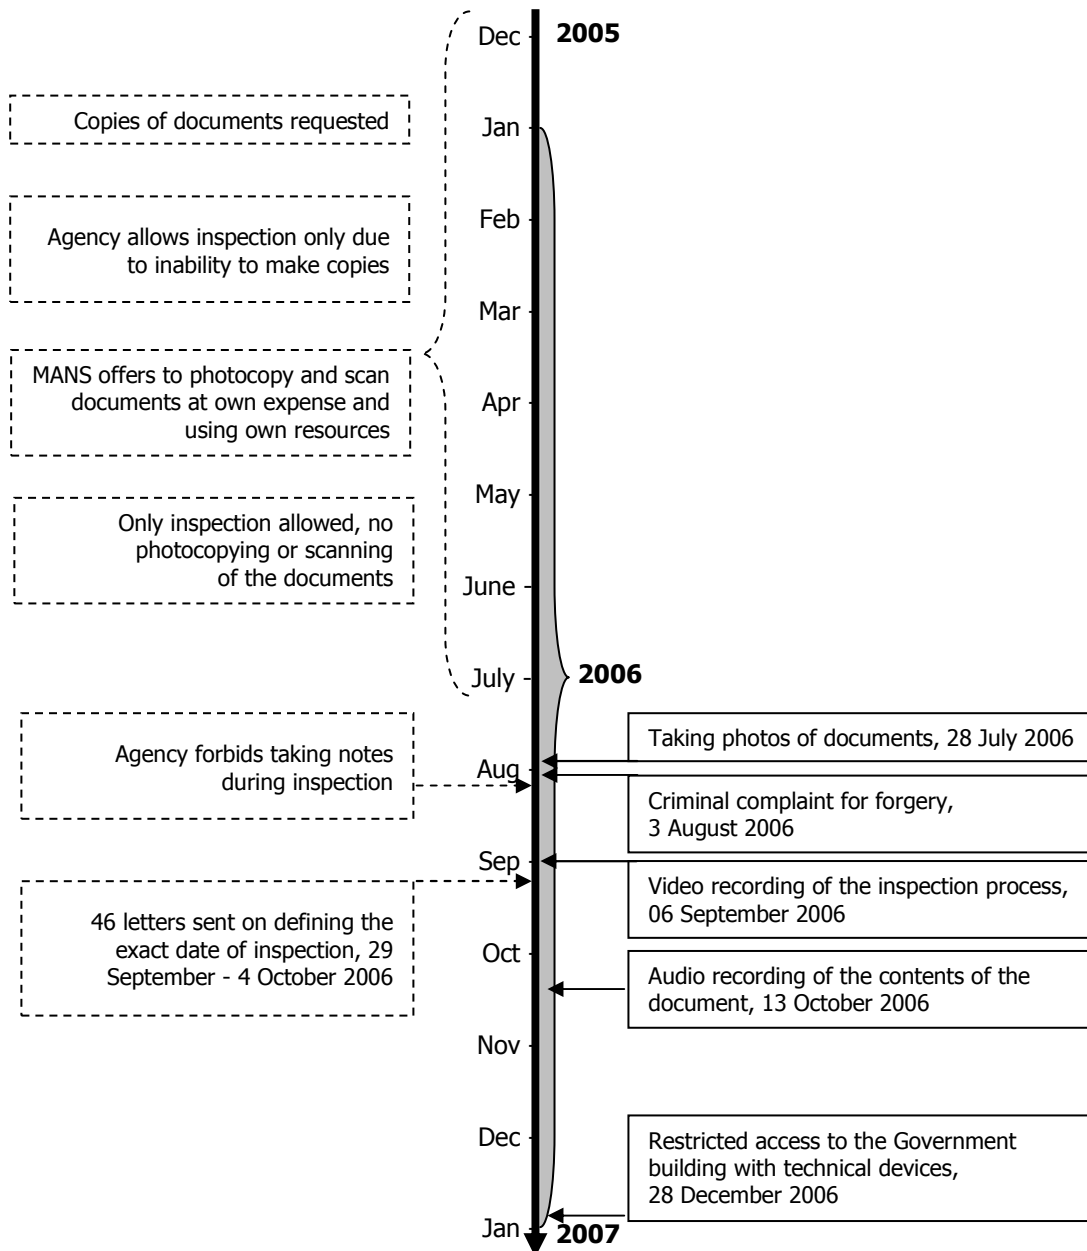 Dec
2005
Copies of documents requested
Jan
Agency allows inspection only due
to inability to make copies
Feb
Mar
MANS offers to photocopy and scan
documents at own expense and
using own resources
Apr
May
Only inspection allowed, no
photocopying or scanning
of the documents
June
July
2006
Agency forbids taking notes
during inspection
Taking photos of documents, 28 July 2006
Aug
Criminal complaint for forgery,
3 August 2006
Sep
Video recording of the inspection process,
06 September 2006
46 letters sent on defining the
exact date of inspection, 29
September - 4 October 2006
Oct
Audio recording of the contents of the
document, 13 October 2006
Nov
Dec
Restricted access to the Government
building with technical devices,
28 December 2006
Jan
2007